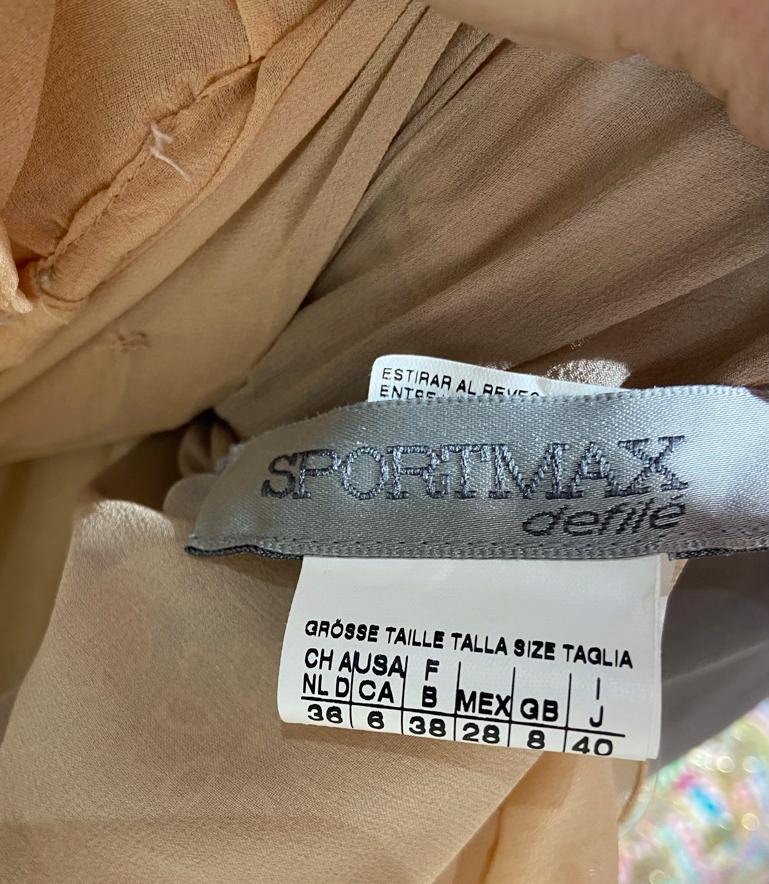 ESTIRAR AL REVES
ENTRE
SPORTMAX
defilé
GRÖSSE TAILLE TALLA SIZE TAGLIA
CH A USA F I
NL D CA B MEX GB J
36 6 38 28 8 40